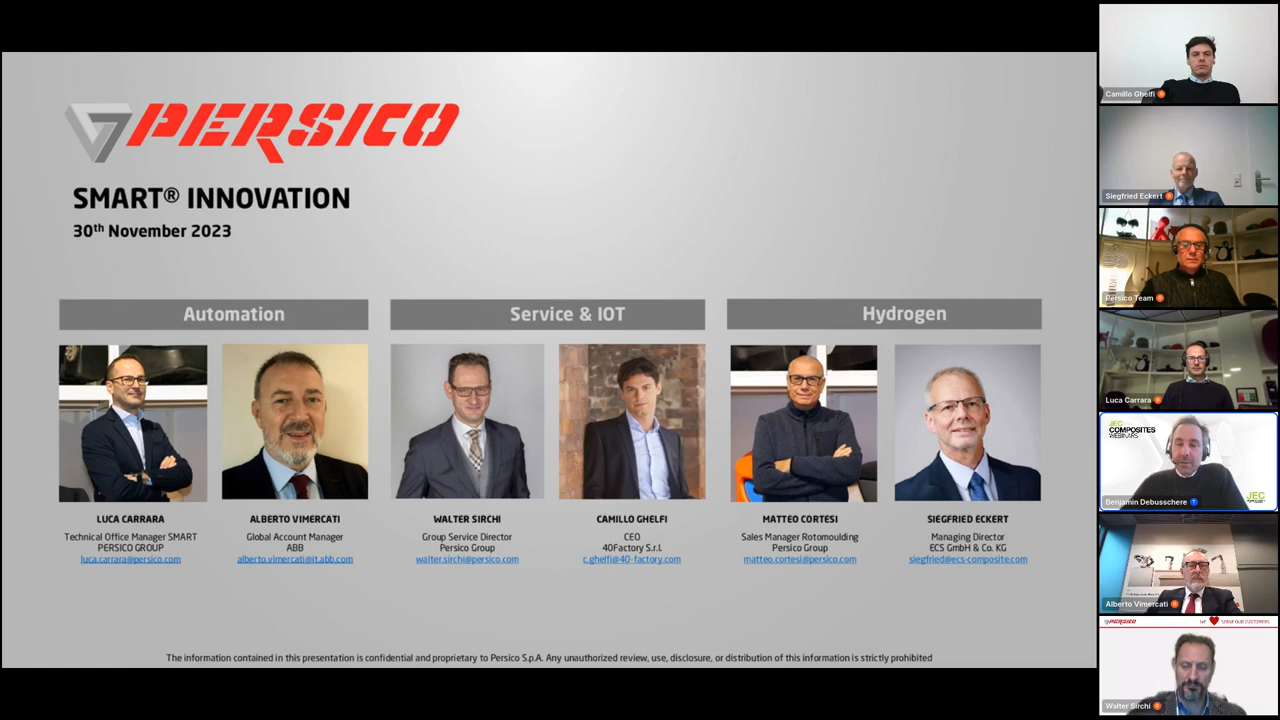 PERSICO
SMART® INNOVATION
30th November 2023
Automation
Service & IOT
Hydrogen
LUCA CARRARA
Technical Office Manager SMART
PERSICO GROUP
luca.carrara@persico.com
ALBERTO VIMERCATI
Global Account Manager
ABB
alberto.vimercati@it.abb.com
WALTER SIRCHI
Group Service Director
Persico Group
walter.sirchi@persico.com
CAMILLO GHELFI
CEO
40Factory S.r.l.
c.ghelfi@40-factory.com
MATTEO CORTESI
Sales Manager Rotomoulding
Persico Group
matteo.cortesi@persico.com
SIEGFRIED ECKERT
Managing Director
ECS GmbH & Co. KG
siegfried@ecs-composite.com
The information contained in this presentation is confidential and proprietary to Persico S.p.A. Any unauthorized review, use, disclosure, or distribution of this information is strictly prohibited
Camillo Ghelfi
Siegfried Eckert
Persico Team
Luca Carrara
JEC
COMPOSITES
WEBINARS
JEC
Benjamin Debusschere
Alberto Vimercati
PERSICO
WE SERVE OUR CUSTOMERS
Walter Sirchi